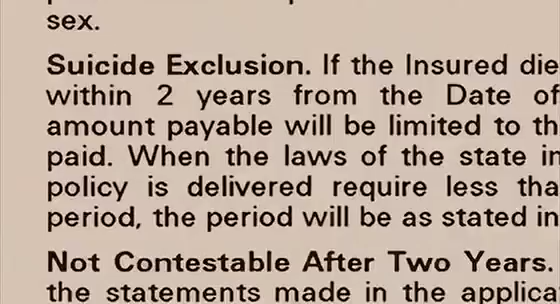 sex.
Suicide Exclusion. If the Insured die
within 2 years from the Date of
amount payable will be limited to th
paid. When the laws of the state in
policy is delivered require less tha
period, the period will be as stated in
Not Contestable After Two Years.
the statements made in the applica